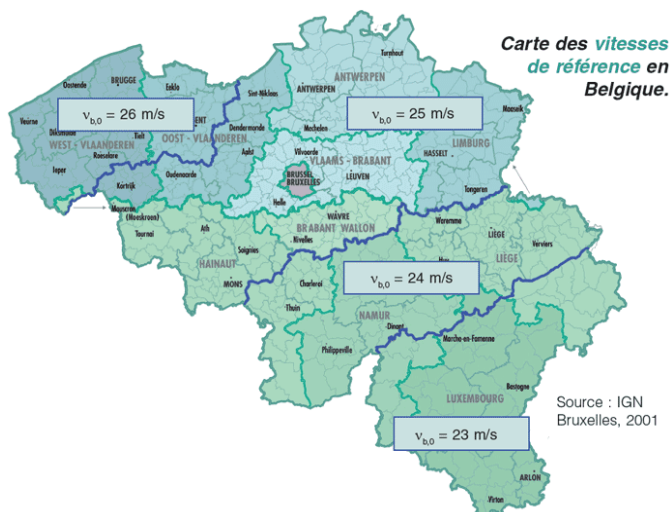 Carte des vitesses
de référence en
Belgique.
Turnhout
Oostende
BRUGGE
Eeklo
Sint-Niklaas
ANTWERPEN
ANTWERPEN
Maaseik
Veurne
v_b,0 = 26 m/s
ENT
v_b,0 = 25 m/s
Diksmuide
Tielt
Dendermonde
Mechelen
WEST - VLAANDEREN
OOST - VLAANDEREN
LIMBURG
Roeselare
Aalst
Vilvoorde
HASSELT
Ieper
VLAAMS - BRABANT
Kortrijk
Oudenaarde
BRUSSEL
BRUXELLES
LEUVEN
Tongeren
Halle
Mouscron
(Moeskroen)
WAVRE
Waremme
Tournai
Ath
BRABANT WALLON
LIÈGE
Nivelles
Verviers
Soignies
LIÈGE
HAINAUT
v_b,0 = 24 m/s
MONS
Charleroi
Thuin
NAMUR
Dinant
Marche-en-Famenne
Philippeville
Bastogne
LUXEMBOURG
Source : IGN
Bruxelles, 2001
v_b,0 = 23 m/s
ARLON
Virton